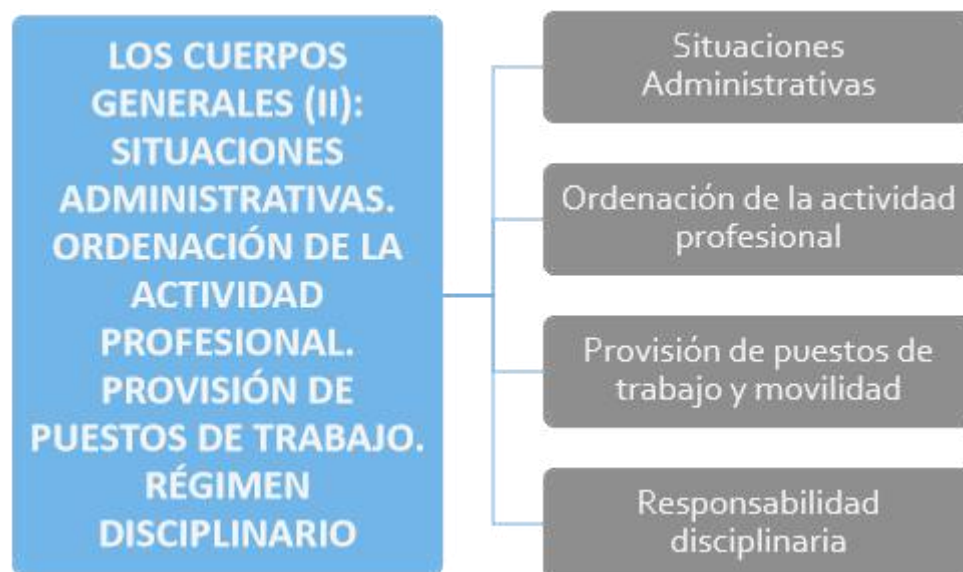 LOS CUERPOS
GENERALES (II):
SITUACIONES
ADMINISTRATIVAS.
ORDENACIÓN DE LA
ACTIVIDAD
PROFESIONAL.
PROVISIÓN DE
PUESTOS DE TRABAJO.
RÉGIMEN
DISCIPLINARIO
Situaciones
Administrativas
Ordenación de la actividad
profesional
Provisión de puestos de
trabajo y movilidad
Responsabilidad
disciplinaria